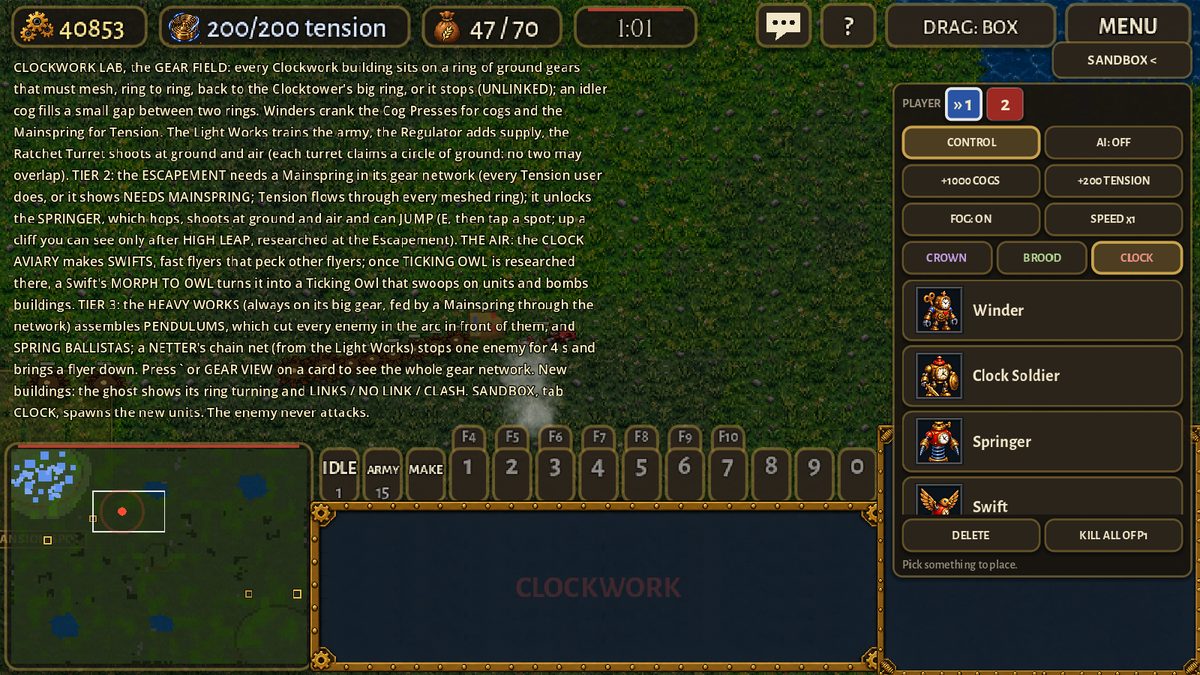 40853
200/200 tension
47/70
1:01
?
DRAG: BOX
MENU
SANDBOX <
CLOCKWORK LAB, the GEAR FIELD: every Clockwork building sits on a ring of ground gears
that must mesh, ring to ring, back to the Clocktower's big ring, or it stops (UNLINKED); an idler
cog fills a small gap between two rings. Winders crank the Cog Presses for cogs and the
Mainspring for Tension. The Light Works trains the army, the Regulator adds supply, the
Ratchet Turret shoots at ground and air (each turret claims a circle of ground: no two may
overlap). TIER 2: the ESCAPEMENT needs a Mainspring in its gear network (every Tension user
does, or it shows NEEDS MAINSPRING; Tension flows through every meshed ring); it unlocks
the SPRINGER, which hops, shoots at ground and air and can JUMP (E, then tap a spot; up a
cliff you can see only after HIGH LEAP, researched at the Escapement). THE AIR: the CLOCK
AVIARY makes SWIFTS, fast flyers that peck other flyers; once TICKING OWL is researched
there, a Swift's MORPH TO OWL turns it into a Ticking Owl that swoops on units and bombs
buildings. TIER 3: the HEAVY WORKS (always on its big gear, fed by a Mainspring through the
network) assembles PENDULUMS, which cut every enemy in the arc in front of them, and
SPRING BALLISTAS; a NETTER's chain net (from the Light Works) stops one enemy for 4 s and
brings a flyer down. Press ` or GEAR VIEW on a card to see the whole gear network. New
buildings: the ghost shows its ring turning and LINKS / NO LINK / CLASH. SANDBOX, tab
CLOCK, spawns the new units. The enemy never attacks.
PLAYER
»1
2
CONTROL
AI: OFF
+1000 COGS
+200 TENSION
FOG: ON
SPEED x1
CROWN
BROOD
CLOCK
Winder
Clock Soldier
Springer
Swift
DELETE
KILL ALL OF P1
Pick something to place.
F4
F5
F6
F7
F8
F9
F10
IDLE
1
ARMY
15
MAKE
1
2
3
4
5
6
7
8
9
0
CLOCKWORK